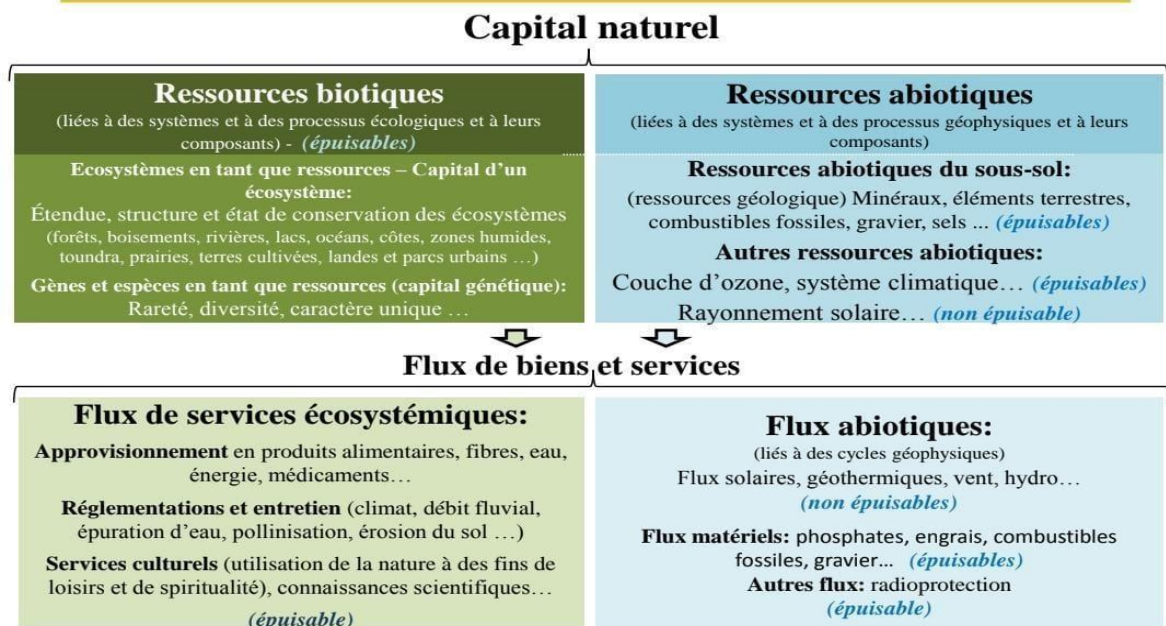 Capital naturel
Ressources biotiques
(liées à des systèmes et à des processus écologiques et à leurs
composants) - (épuisables)
Ecosystèmes en tant que ressources – Capital d’un
écosystème:
Étendue, structure et état de conservation des écosystèmes
(forêts, boisements, rivières, lacs, océans, côtes, zones humides,
toundra, prairies, terres cultivées, landes et parcs urbains …)
Gènes et espèces en tant que ressources (capital génétique):
Rareté, diversité, caractère unique …
Ressources abiotiques
(liées à des systèmes et à des processus géophysiques et à leurs
composants)
Ressources abiotiques du sous-sol:
(ressources géologique) Minéraux, éléments terrestres,
combustibles fossiles, gravier, sels ... (épuisables)
Autres ressources abiotiques:
Couche d’ozone, système climatique… (épuisables)
Rayonnement solaire… (non épuisable)
Flux de biens et services
Flux de services écosystémiques:
Approvisionnement en produits alimentaires, fibres, eau,
énergie, médicaments…
Réglementations et entretien (climat, débit fluvial,
épuration d’eau, pollinisation, érosion du sol …)
Services culturels (utilisation de la nature à des fins de
loisirs et de spiritualité), connaissances scientifiques…
(épuisable)
Flux abiotiques:
(liés à des cycles géophysiques)
Flux solaires, géothermiques, vent, hydro…
(non épuisables)
Flux matériels: phosphates, engrais, combustibles
fossiles, gravier… (épuisables)
Autres flux: radioprotection
(épuisable)